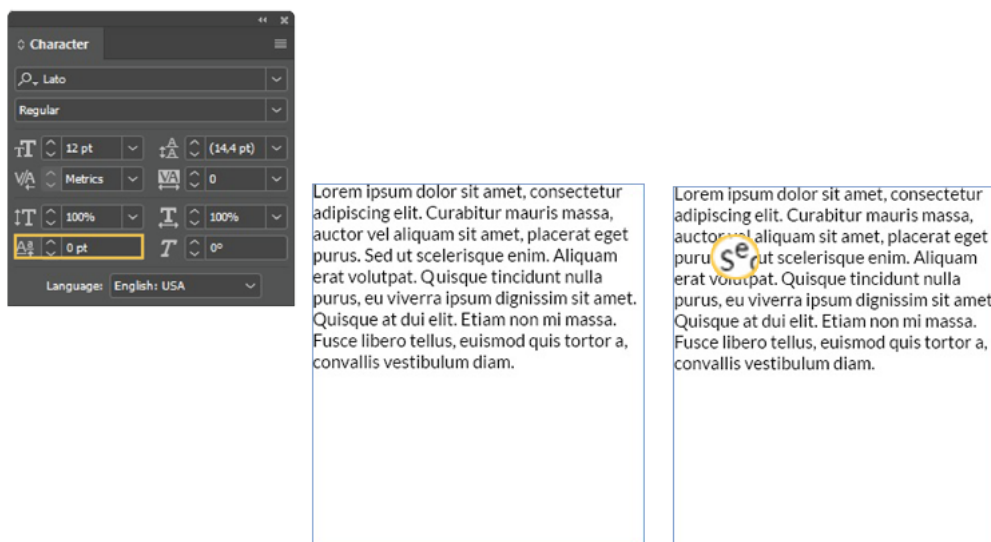 Character
Lato
Regular
12 pt (14,4 pt)
Metrics 0
100% 100%
0 pt 0°
Language: English: USA
Lorem ipsum dolor sit amet, consectetur
adipiscing elit. Curabitur mauris massa,
auctor vel aliquam sit amet, placerat eget
purus. Sed ut scelerisque enim. Aliquam
erat volutpat. Quisque tincidunt nulla
purus, eu viverra ipsum dignissim sit amet.
Quisque at dui elit. Etiam non mi massa.
Fusce libero tellus, euismod quis tortor a,
convallis vestibulum diam.
Lorem ipsum dolor sit amet, consectetur
adipiscing elit. Curabitur mauris massa,
auctor vel aliquam sit amet, placerat eget
puru Sed ut scelerisque enim. Aliquam
erat volutpat. Quisque tincidunt nulla
purus, eu viverra ipsum dignissim sit amet
Quisque at dui elit. Etiam non mi massa.
Fusce libero tellus, euismod quis tortor a,
convallis vestibulum diam.